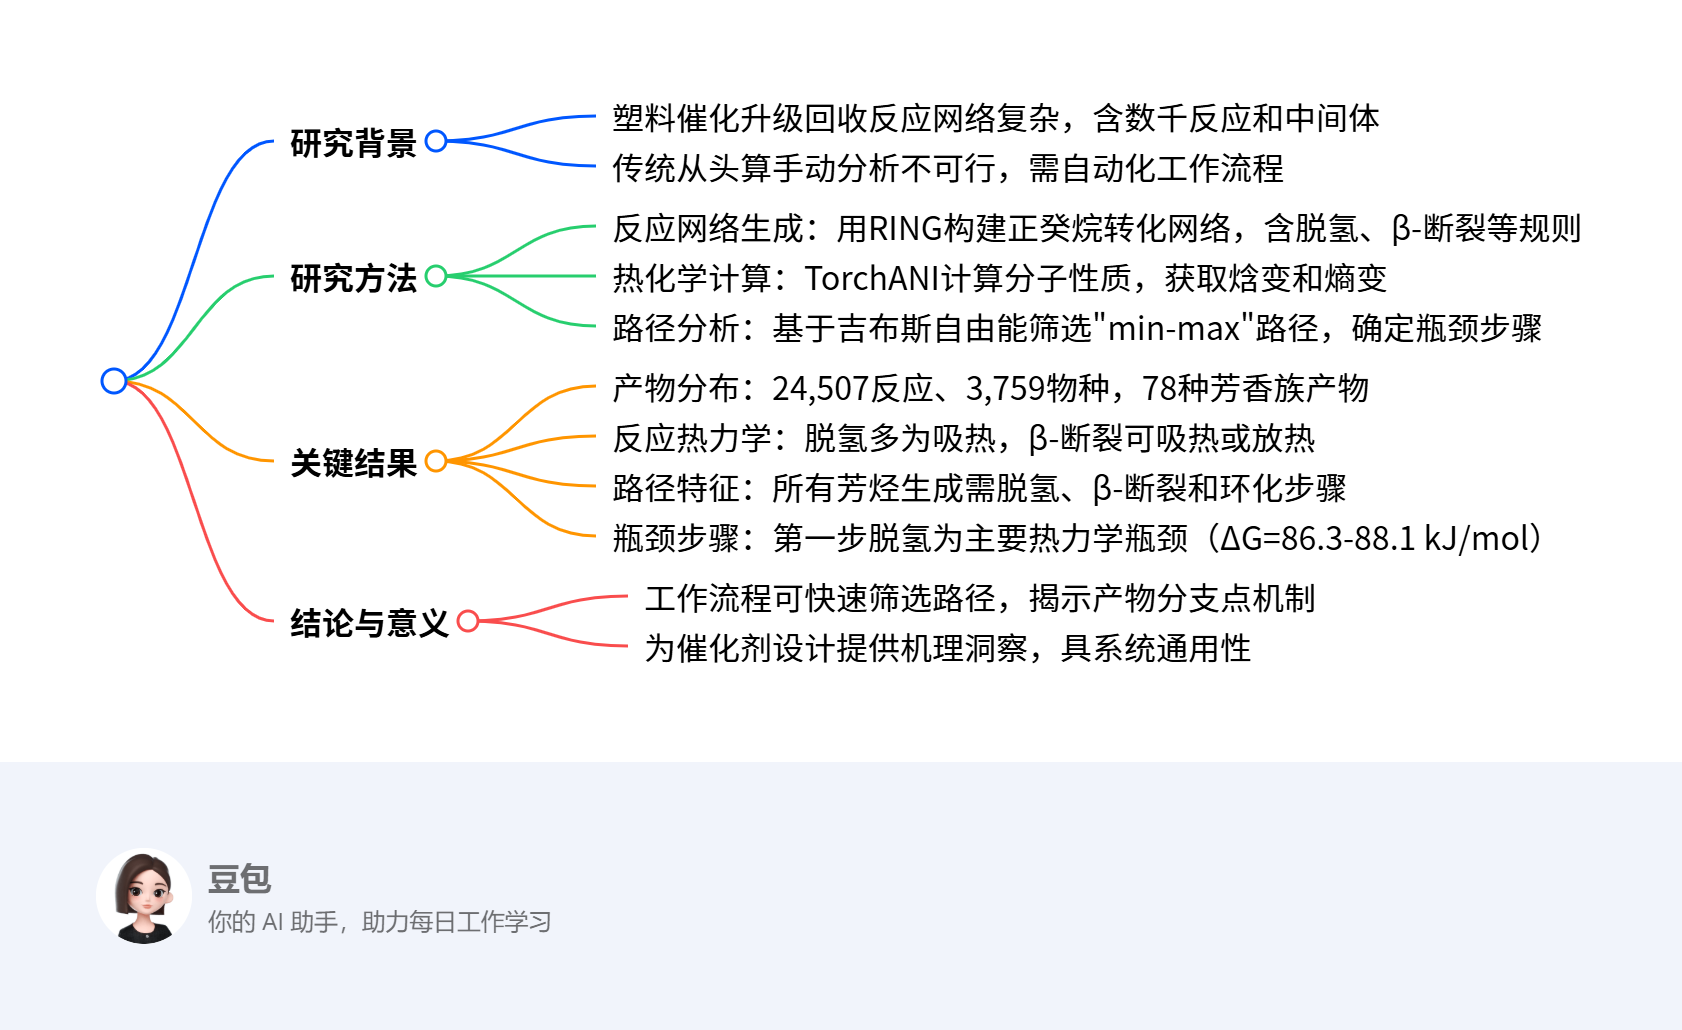 研究背景
塑料催化升级回收反应网络复杂，含数千反应和中间体
传统从头算手动分析不可行，需自动化工作流程
研究方法
反应网络生成：用RING构建正癸烷转化网络，含脱氢、β-断裂等规则
热化学计算：TorchANI计算分子性质，获取焓变和熵变
路径分析：基于吉布斯自由能筛选"min-max"路径，确定瓶颈步骤
关键结果
产物分布：24,507反应、3,759物种，78种芳香族产物
反应热力学：脱氢多为吸热，β-断裂可吸热或放热
路径特征：所有芳烃生成需脱氢、β-断裂和环化步骤
瓶颈步骤：第一步脱氢为主要热力学瓶颈（ΔG=86.3-88.1 kJ/mol）
结论与意义
工作流程可快速筛选路径，揭示产物分支点机制
为催化剂设计提供机理洞察，具系统通用性
豆包
你的 AI 助手，助力每日工作学习